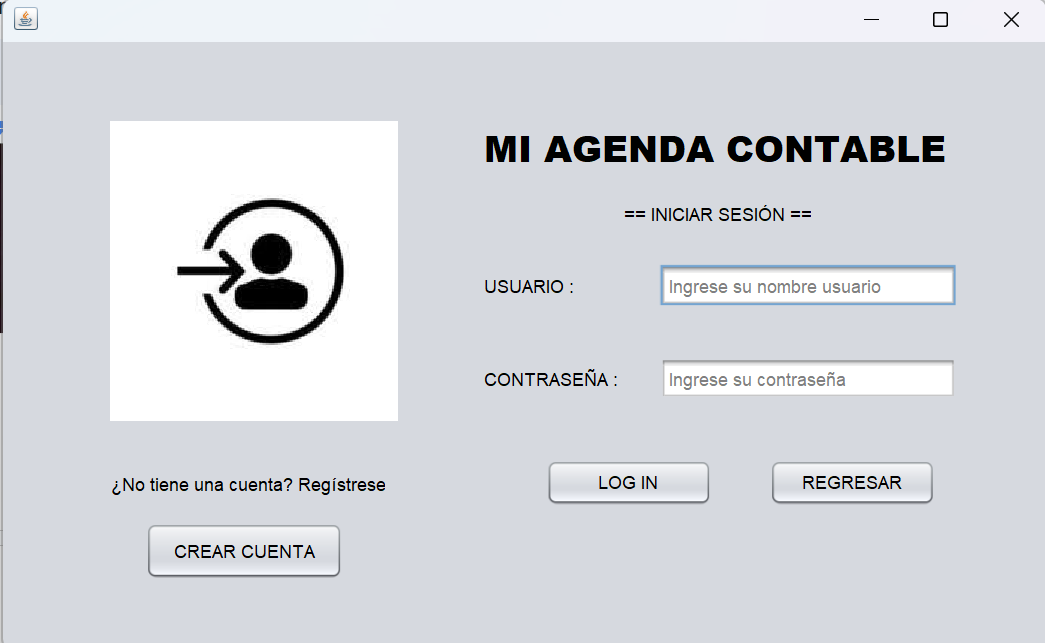 MI AGENDA CONTABLE
== INICIAR SESIÓN ==
USUARIO :
Ingrese su nombre usuario
CONTRASEÑA :
Ingrese su contraseña
LOG IN
REGRESAR
¿No tiene una cuenta? Regístrese
CREAR CUENTA